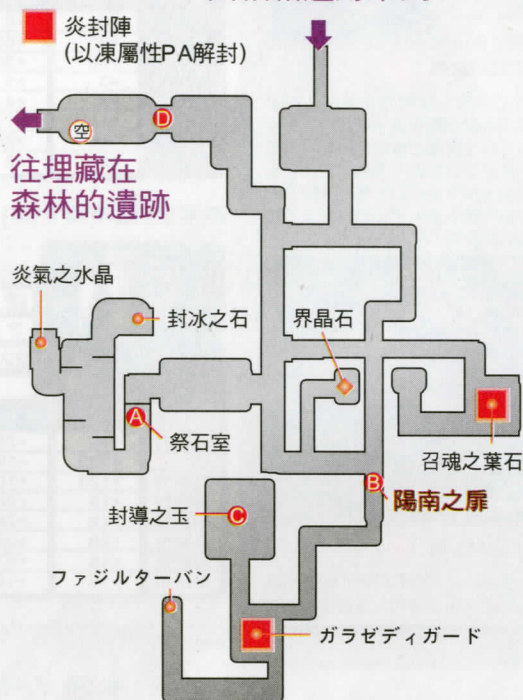 炎封陣
(以凍屬性PA解封)
D
空
往埋藏在
森林的遺跡
炎氣之水晶
封冰之石
界晶石
A
祭石室
召魂之葉石
B
陽南之扉
封導之玉
C
ファジルターバン
ガラゼディガード